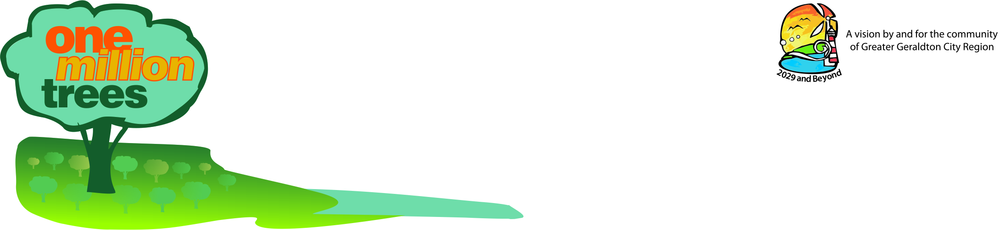 one
million
trees
A vision by and for the community
of Greater Geraldton City Region
2029 and Beyond